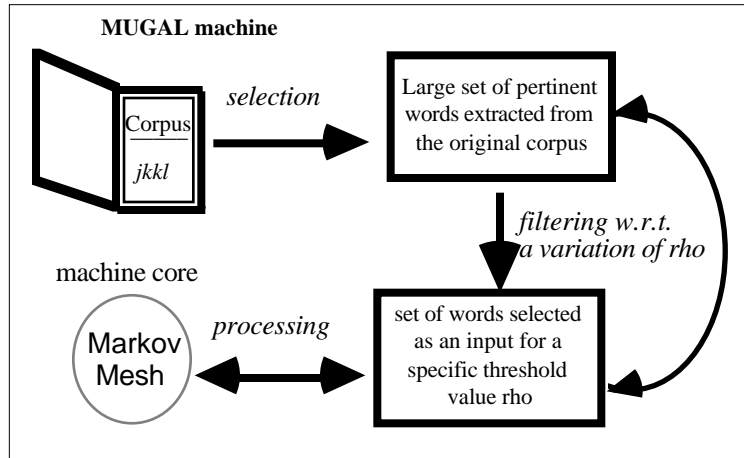 MUGAL machine
selection
Corpus
jkkl
Large set of pertinent
words extracted from
the original corpus
filtering w.r.t.
a variation of rho
machine core
Markov
Mesh
processing
set of words selected
as an input for a
specific threshold
value rho